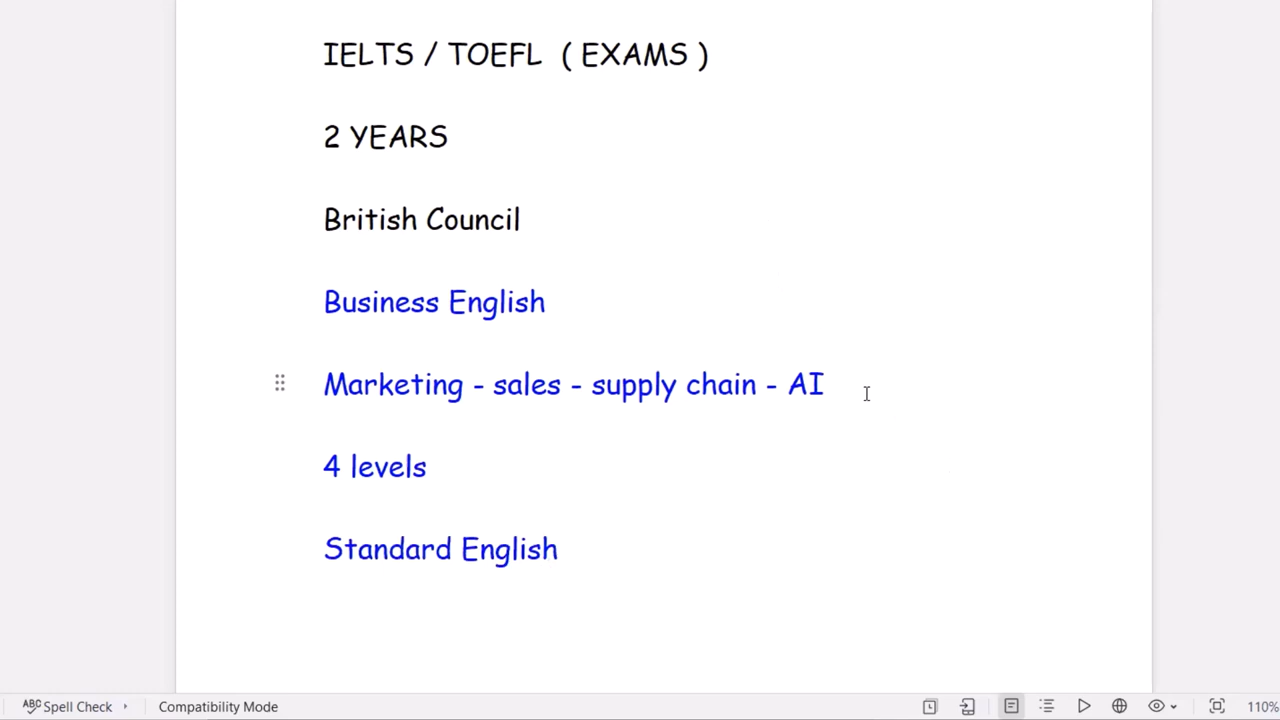 IELTS / TOEFL ( EXAMS )
2 YEARS
British Council
Business English
Marketing - sales - supply chain - AI
4 levels
Standard English
ABC Spell Check
Compatibility Mode
110%